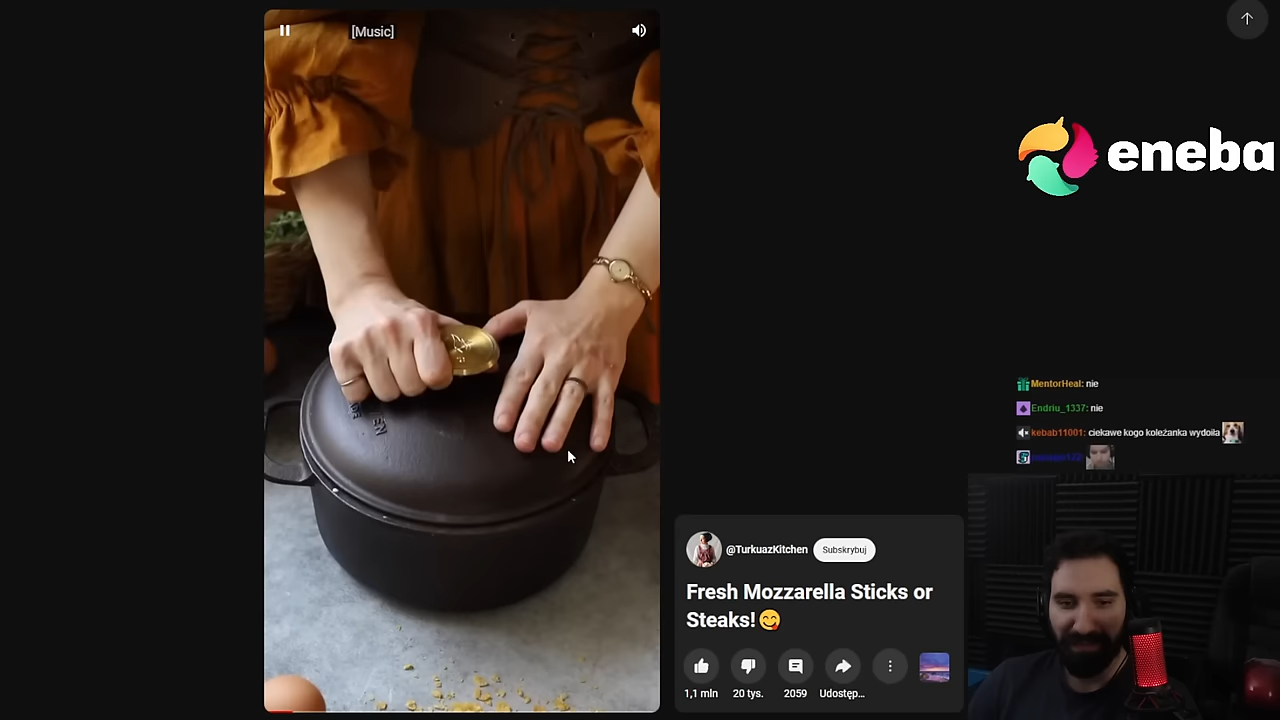 [Music]
eneba
MentorHeal: nie
Endriu_1337: nie
kebab11001: ciekawe kogo koleżanka wydoiła
@TurkuazKitchen
Subskrybuj
Fresh Mozzarella Sticks or
Steaks!😋
1,1 mln
20 tys.
2059
Udostęp...